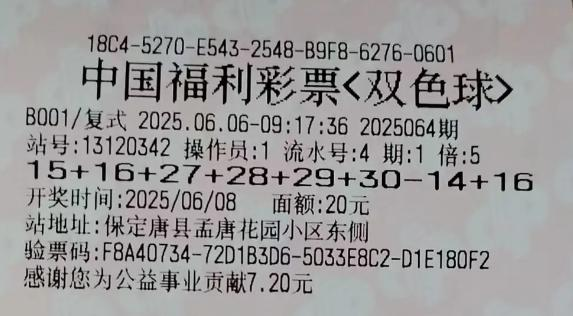 18C4-5270-E543-2548-B9F8-6276-0601
中国福利彩票<双色球>
B001/复式 2025.06.06-09:17:36 2025064期
站号:13120342 操作员:1 流水号:4 期:1 倍:5
15+16+27+28+29+30-14+16
开奖时间:2025/06/08 面额:20元
站地址:保定唐县孟唐花园小区东侧
验票码:F8A40734-72D1B3D6-5033E8C2-D1E180F2
感谢您为公益事业贡献7.20元